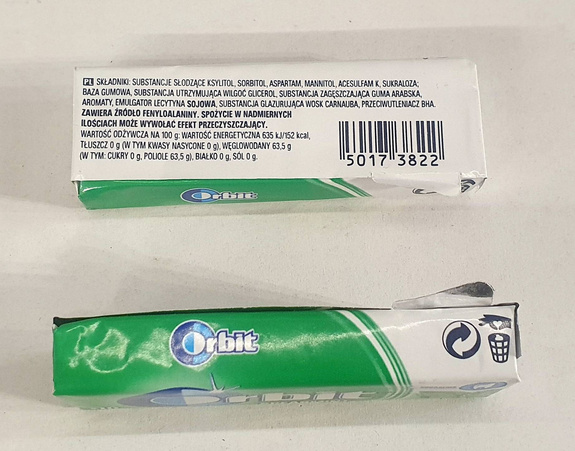 PL SKŁADNIKI: SUBSTANCJE SŁODZĄCE KSYLITOL, SORBITOL, ASPARTAM, MANNITOL, ACESULFAM K, SUKRALOZA;
BAZA GUMOWA, SUBSTANCJA UTRZYMUJĄCA WILGOĆ GLICEROL, SUBSTANCJA ZAGĘSZCZAJĄCA GUMA ARABSKA,
AROMATY, EMULGATOR LECYTYNA SOJOWA, SUBSTANCJA GLAZURUJĄCA WOSK CARNAUBA, PRZECIWUTLENIACZ BHA.
ZAWIERA ŹRÓDŁO FENYLOALANINY. SPOŻYCIE W NADMIERNYCH
ILOŚCIACH MOŻE WYWOŁAĆ EFEKT PRZECZYSZCZAJĄCY.
WARTOŚĆ ODŻYWCZA NA 100 g: WARTOŚĆ ENERGETYCZNA 635 kJ/152 kcal,
TŁUSZCZ 0 g (W TYM KWASY NASYCONE 0 g), WĘGLOWODANY 63,5 g
(W TYM: CUKRY 0 g, POLIOLE 63,5 g), BIAŁKO 0 g, SÓL 0 g.
5017 3822
Orbit
Orbit
ORBIT